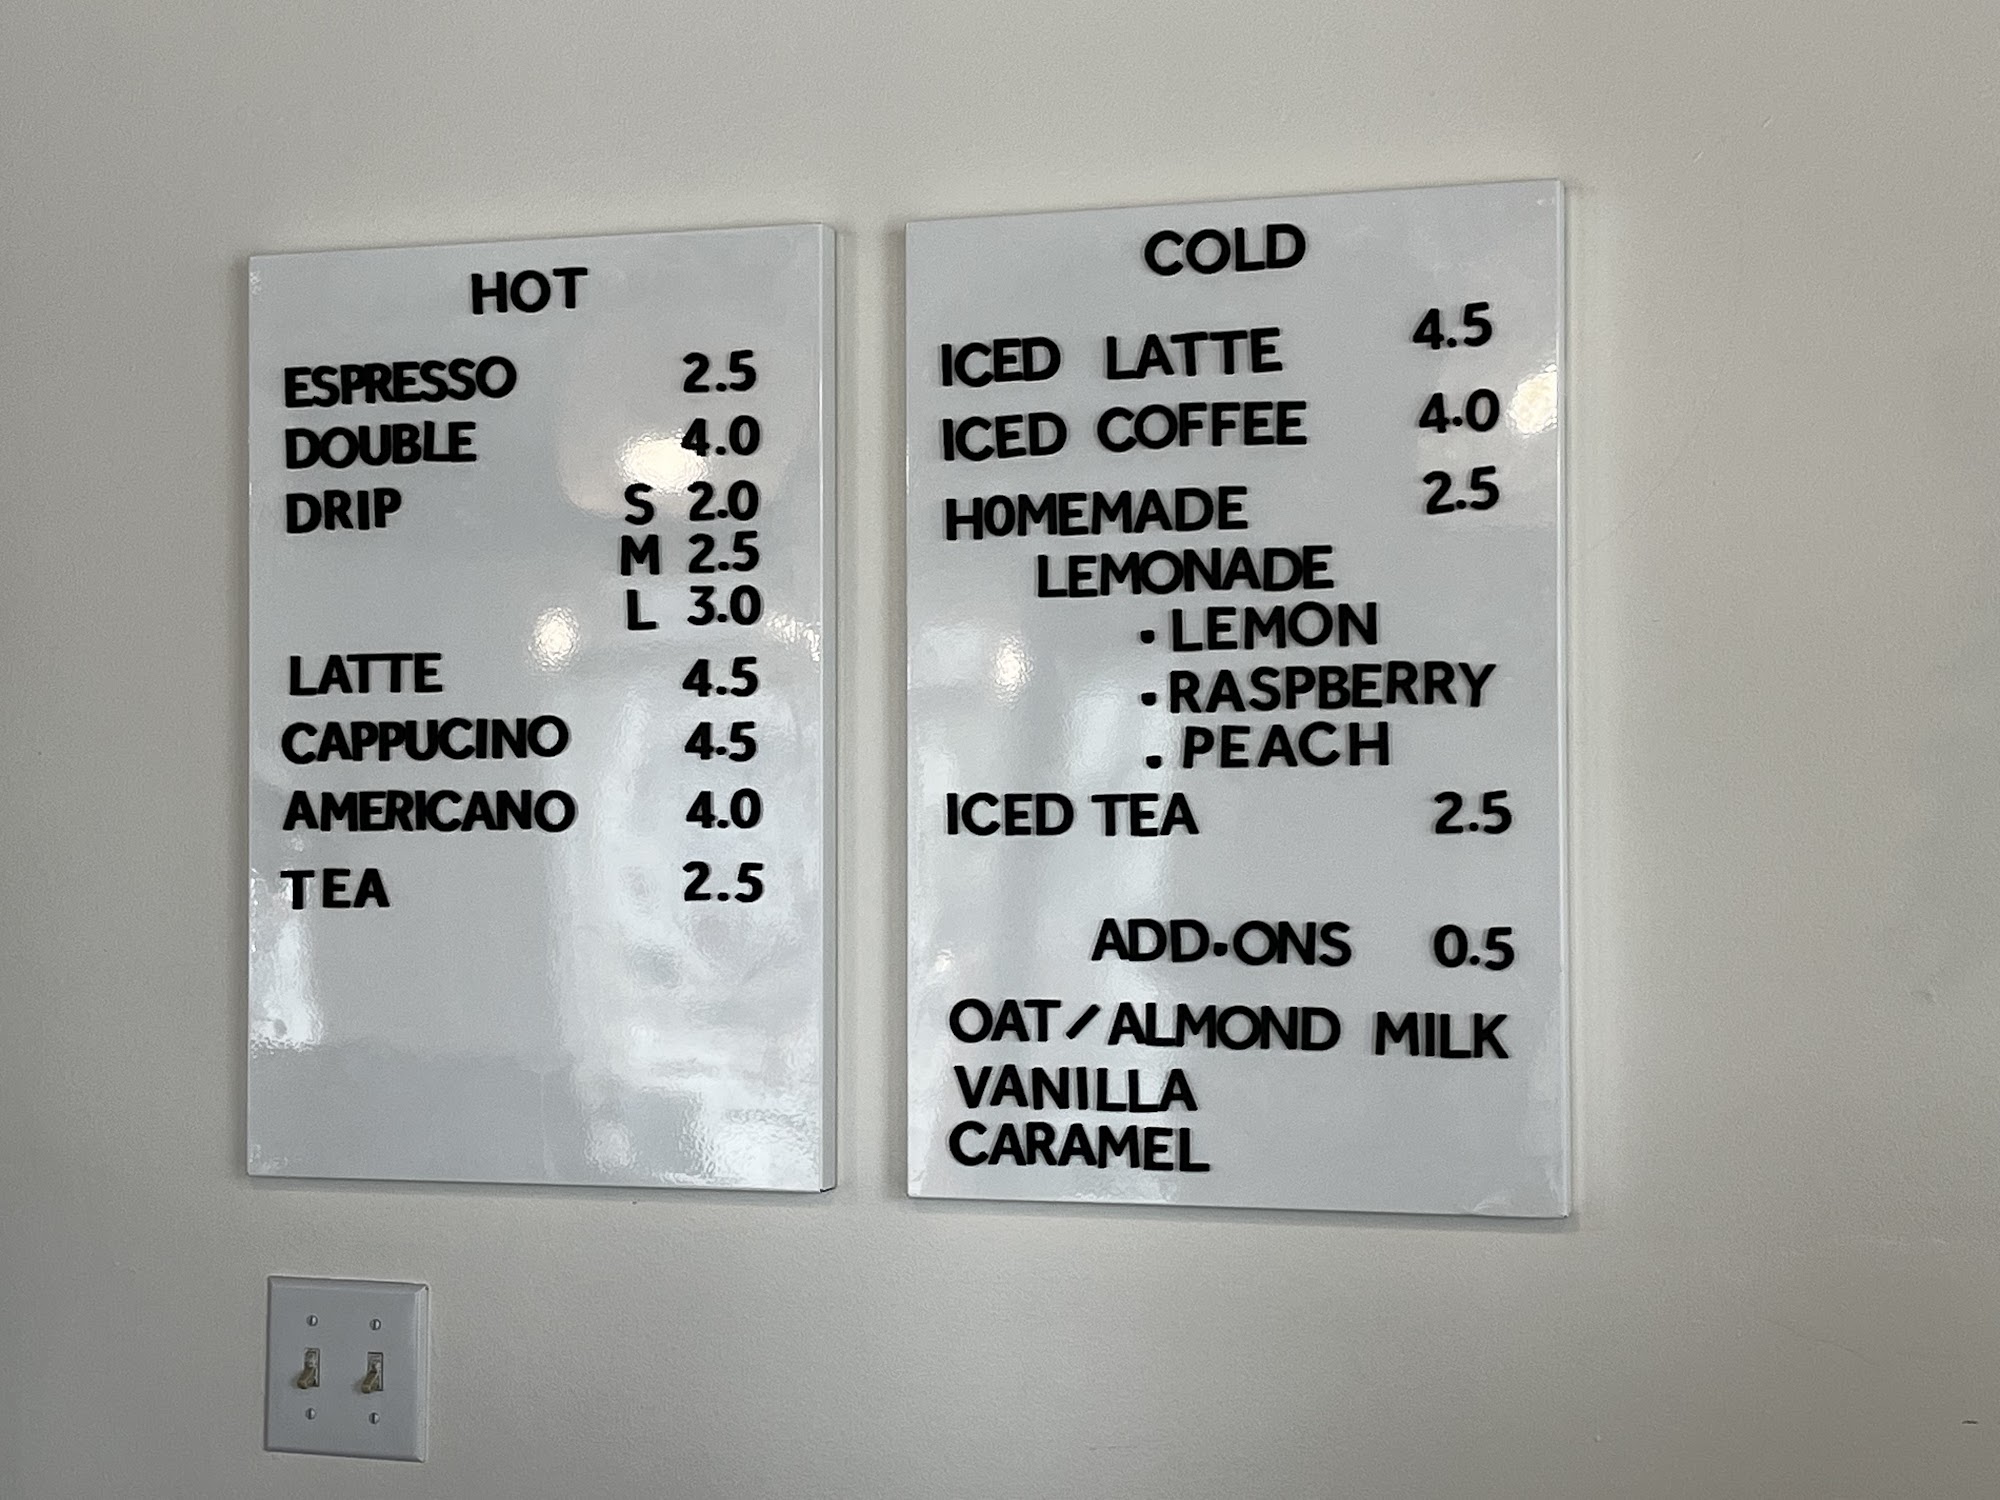 HOT
ESPRESSO 2.5
DOUBLE 4.0
DRIP S 2.0
M 2.5
L 3.0
LATTE 4.5
CAPPUCINO 4.5
AMERICANO 4.0
TEA 2.5
COLD
ICED LATTE 4.5
ICED COFFEE 4.0
HOMEMADE 2.5
LEMONADE
• LEMON
• RASPBERRY
• PEACH
ICED TEA 2.5
ADD•ONS 0.5
OAT/ALMOND MILK
VANILLA
CARAMEL